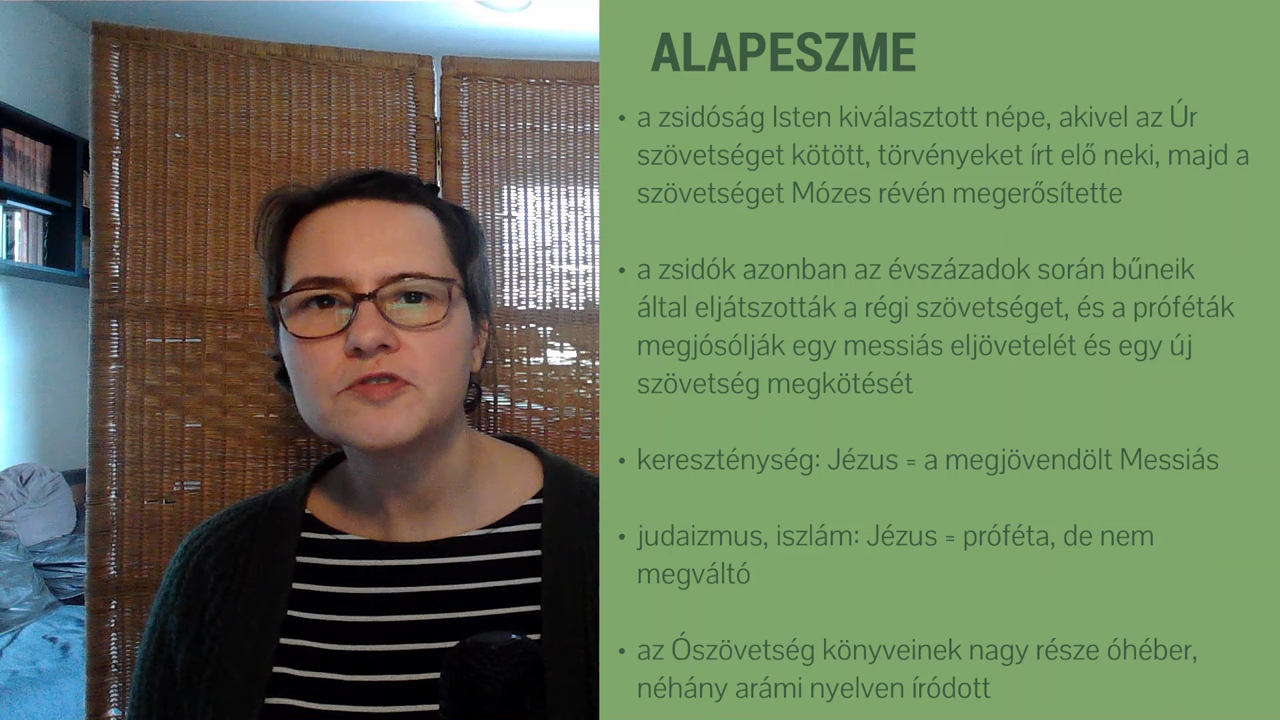 ALAPESZME
• a zsidóság Isten kiválasztott népe, akivel az Úr
szövetséget kötött, törvényeket írt elő neki, majd a
szövetséget Mózes révén megerősítette
• a zsidók azonban az évszázadok során bűneik
által eljátszották a régi szövetséget, és a próféták
megjósolják egy messiás eljövetelét és egy új
szövetség megkötését
• kereszténység: Jézus = a megjövendölt Messiás
• judaizmus, iszlám: Jézus = próféta, de nem
megváltó
• az Ószövetség könyveinek nagy része óhéber,
néhány arámi nyelven íródott